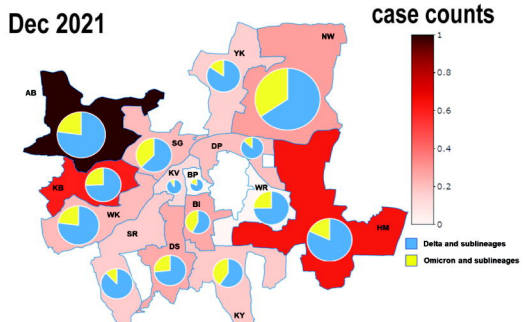 Dec 2021
case counts
1
0.8
0.6
0.4
0.2
0
Delta and sublineages
Omicron and sublineages
YK
NW
AB
SG
DP
KV
BP
KB
WR
BI
WK
SR
HM
DS
KY